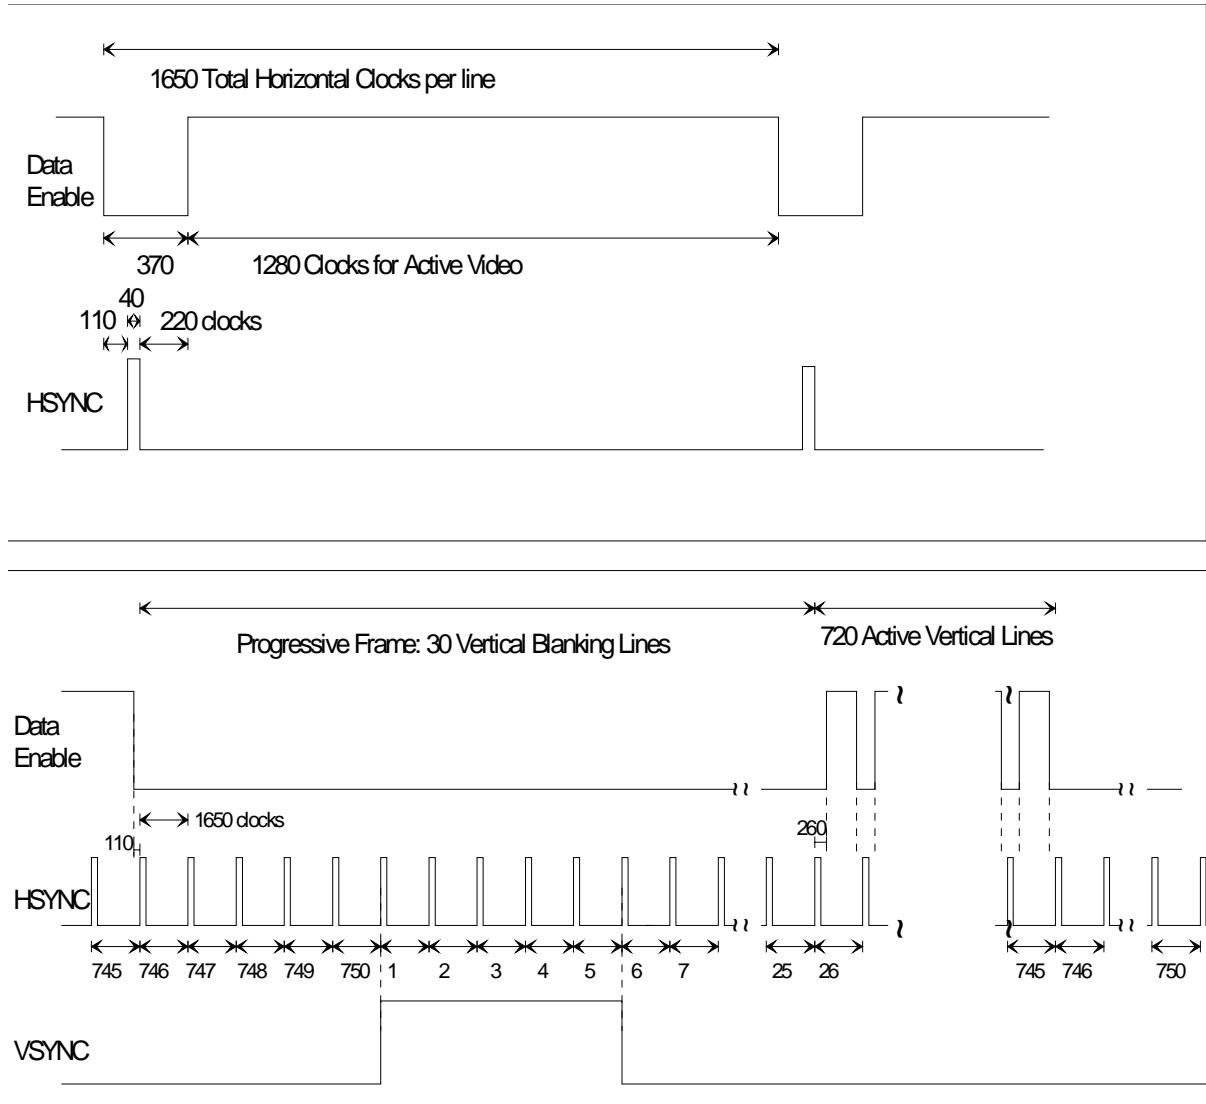 1650 Total Horizontal Clocks per line
Data
Enable
370
1280 Clocks for Active Video
40
110
220 clocks
HSYNC
Progressive Frame: 30 Vertical Blanking Lines
720 Active Vertical Lines
Data
Enable
1650 clocks
110
260
HSYNC
745 746 747 748 749 750 1 2 3 4 5 6 7 25 26 745 746 750
VSYNC